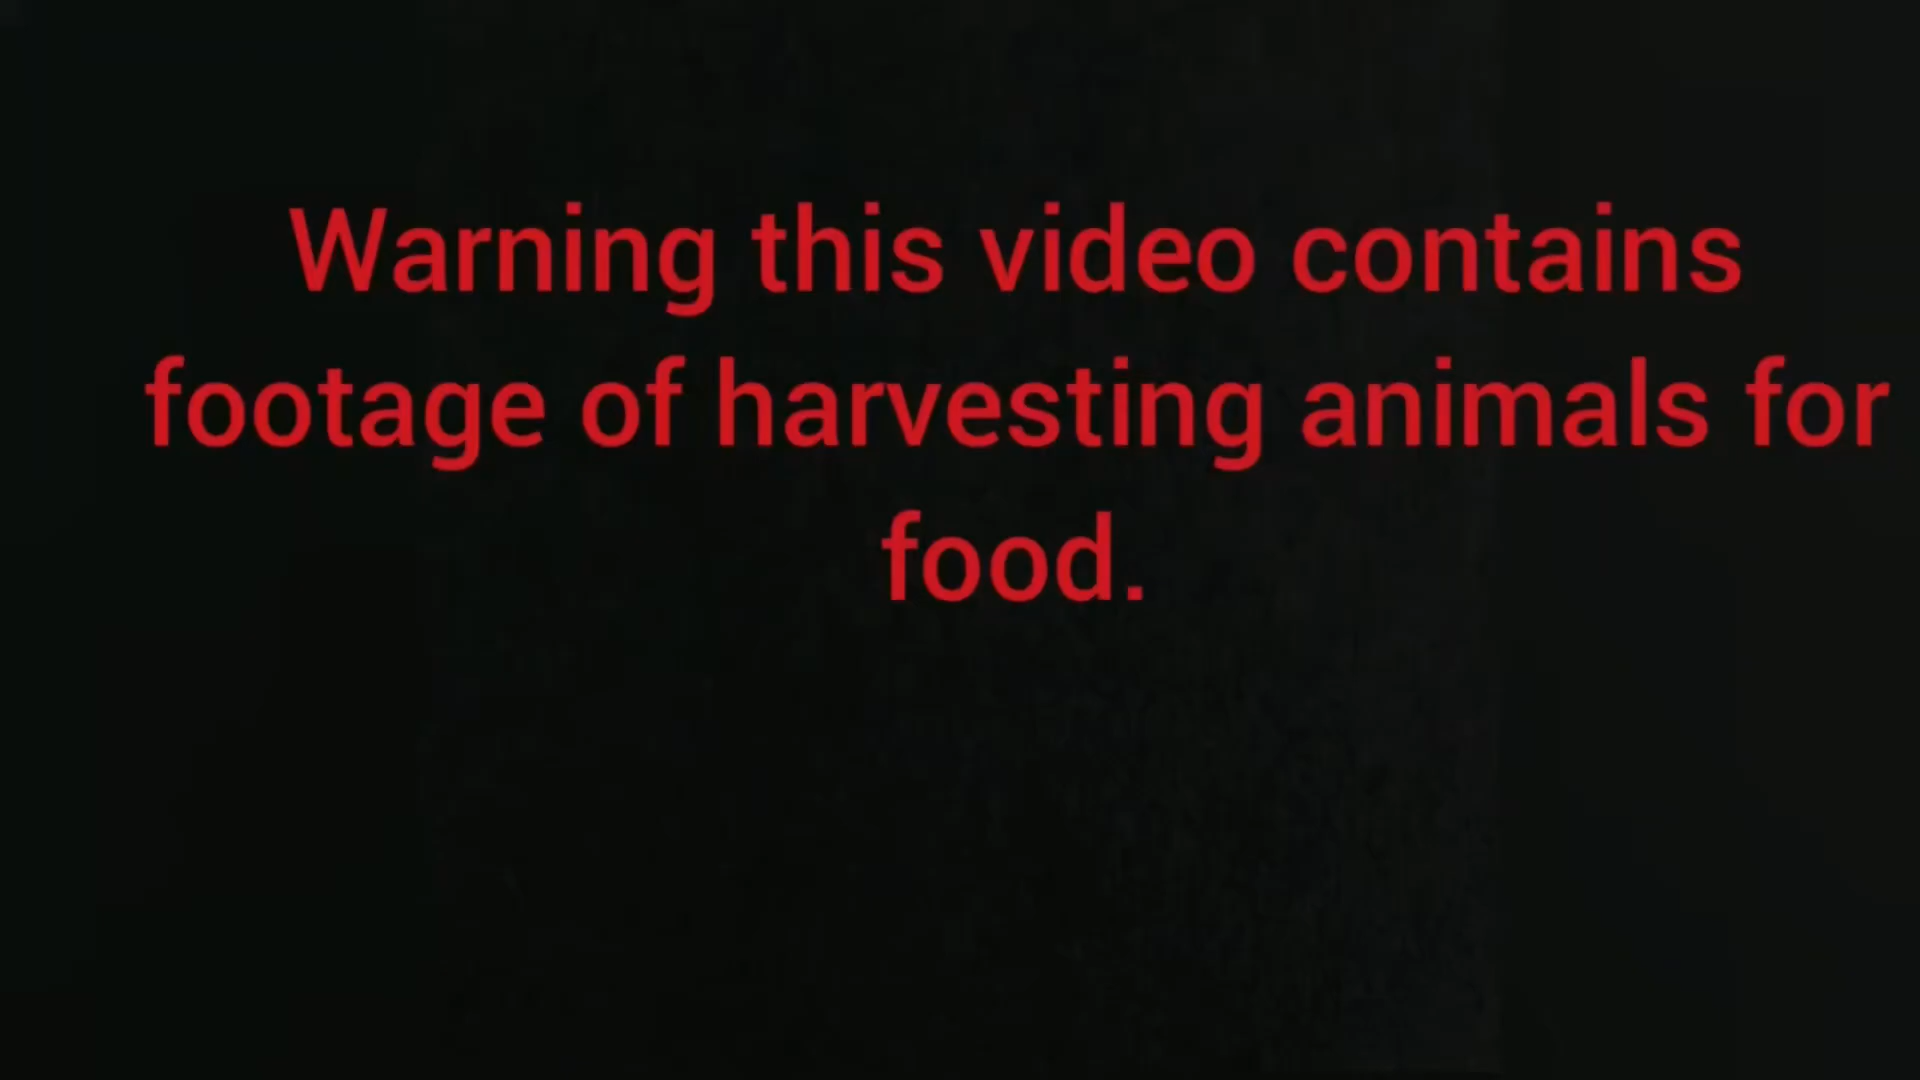 Warning this video contains
footage of harvesting animals for
food.